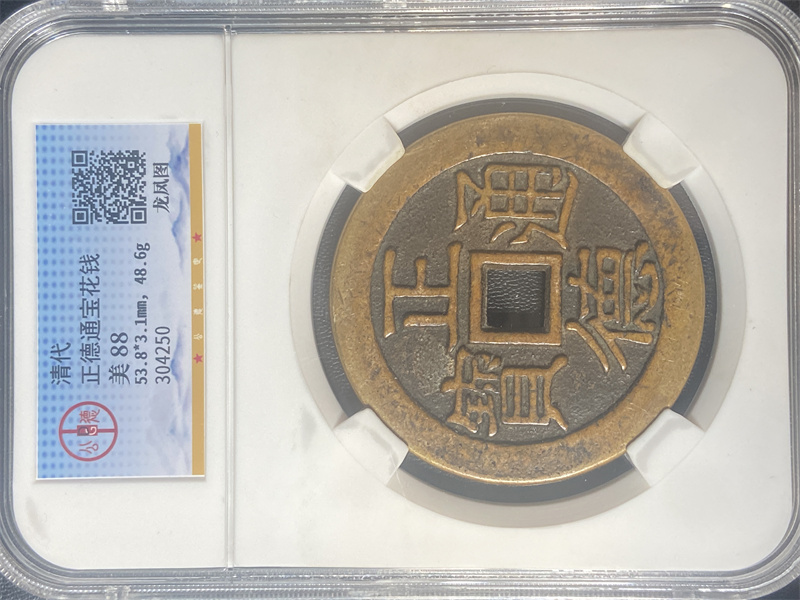 清代
正德通宝花钱
美 88
53.8*3.1mm, 48.6g
304250
龙凤图
正德通寶